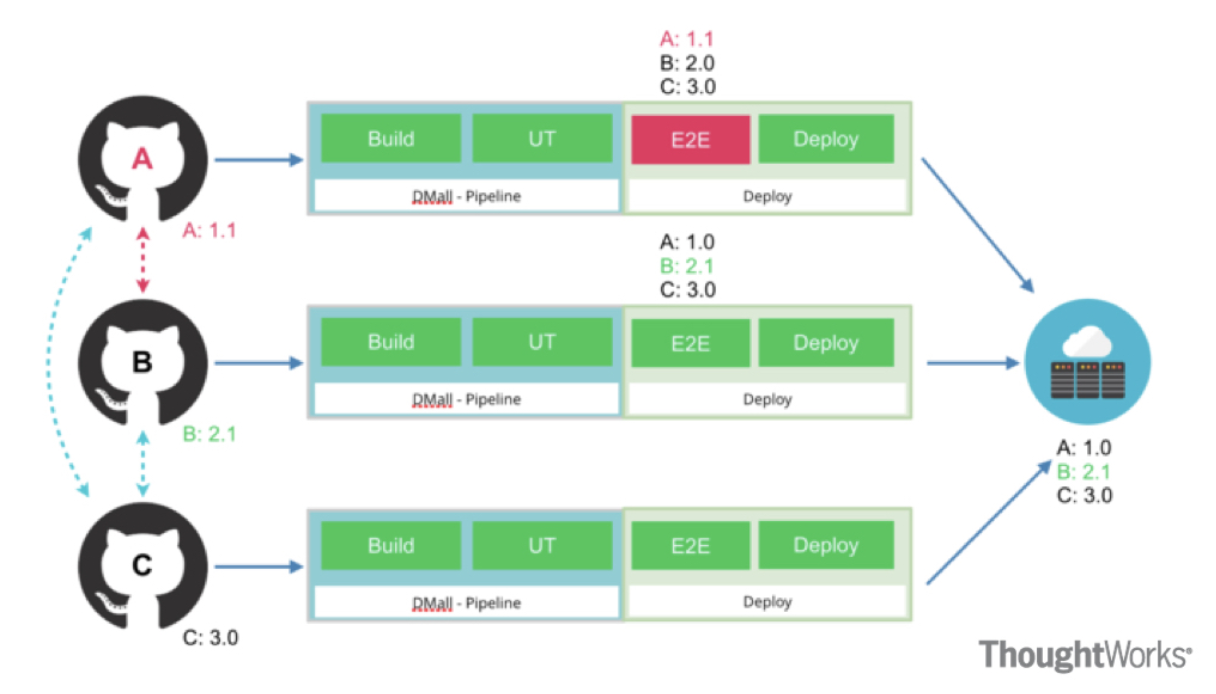 A: 1.1
B: 2.0
C: 3.0
A
Build
UT
E2E
Deploy
DMall - Pipeline
Deploy
A: 1.1
A: 1.0
B: 2.1
C: 3.0
B
Build
UT
E2E
Deploy
DMall - Pipeline
Deploy
B: 2.1
A: 1.0
B: 2.1
C: 3.0
C
Build
UT
E2E
Deploy
DMall - Pipeline
Deploy
C: 3.0
ThoughtWorks®